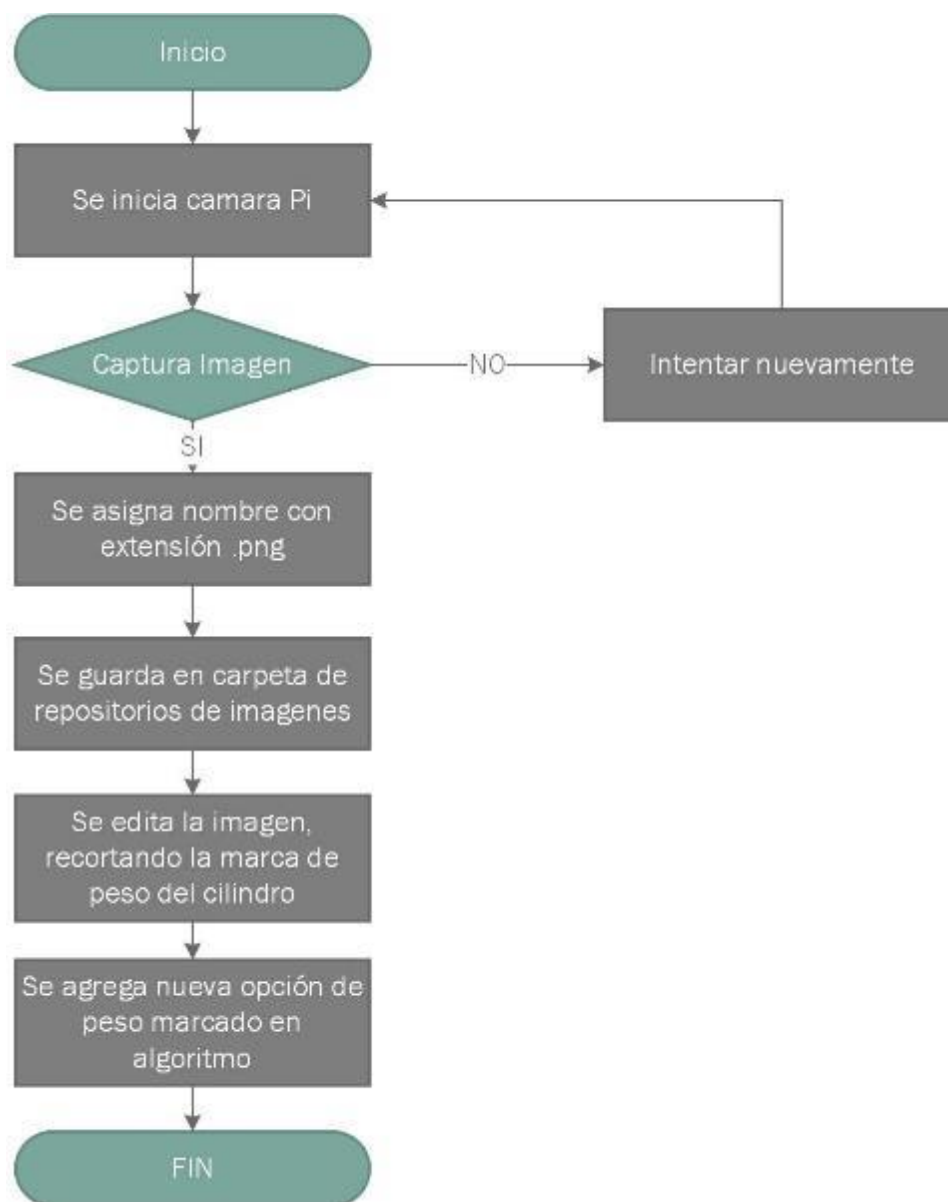 Inicio
Se inicia camara Pi
Captura Imagen
NO
Intentar nuevamente
SI
Se asigna nombre con
extensión .png
Se guarda en carpeta de
repositorios de imagenes
Se edita la imagen,
recortando la marca de
peso del cilindro
Se agrega nueva opción de
peso marcado en
algoritmo
FIN